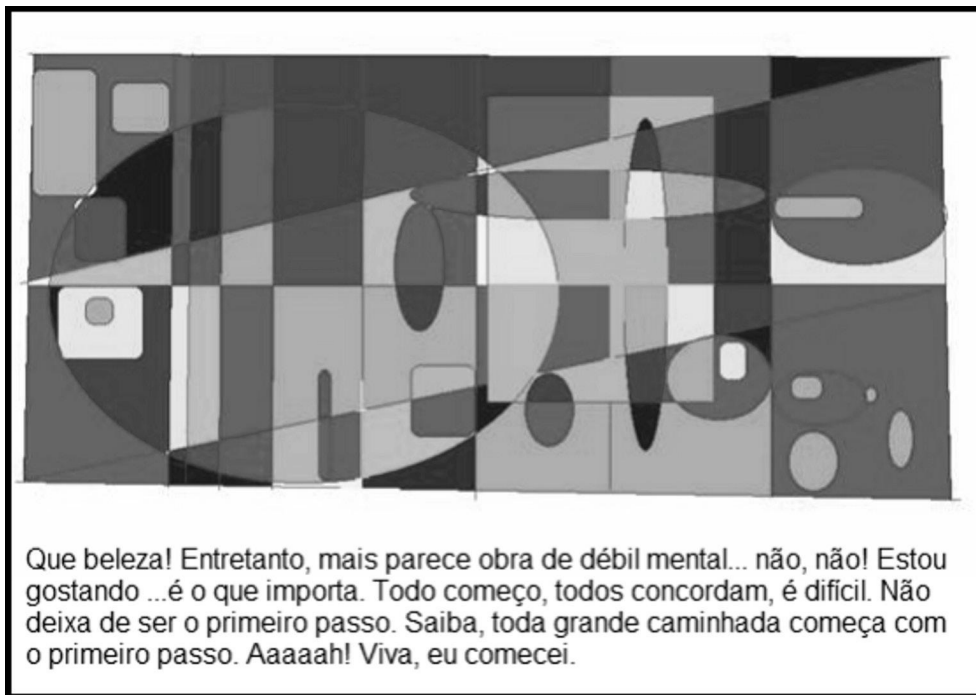 Que beleza! Entretanto, mais parece obra de débil mental... não, não! Estou
gostando ...é o que importa. Todo começo, todos concordam, é difícil. Não
deixa de ser o primeiro passo. Saiba, toda grande caminhada começa com
o primeiro passo. Aaaaah! Viva, eu comecei.